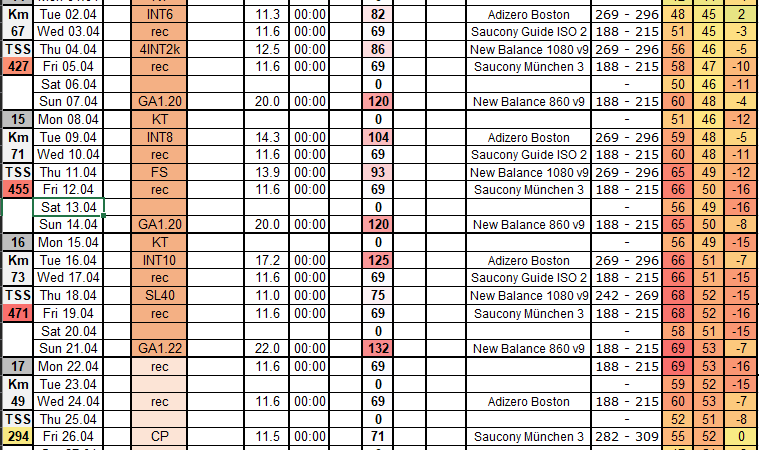 Km Tue 02.04 INT6 11.3 00:00 82 Adizero Boston 269 - 296 48 45 2
67 Wed 03.04 rec 11.6 00:00 69 Saucony Guide ISO 2 188 - 215 51 45 -3
TSS Thu 04.04 4INT2k 12.5 00:00 86 New Balance 1080 v9 269 - 296 56 46 -5
427 Fri 05.04 rec 11.6 00:00 69 Saucony München 3 188 - 215 58 47 -10
Sat 06.04 0 - 50 46 -11
Sun 07.04 GA1.20 20.0 00:00 120 New Balance 860 v9 188 - 215 60 48 -4
15 Mon 08.04 KT 0 - 51 46 -12
Km Tue 09.04 INT8 14.3 00:00 104 Adizero Boston 269 - 296 59 48 -5
71 Wed 10.04 rec 11.6 00:00 69 Saucony Guide ISO 2 188 - 215 60 48 -11
TSS Thu 11.04 FS 13.9 00:00 93 New Balance 1080 v9 269 - 296 65 49 -12
455 Fri 12.04 rec 11.6 00:00 69 Saucony München 3 188 - 215 66 50 -16
Sat 13.04 0 - 56 49 -16
Sun 14.04 GA1.20 20.0 00:00 120 New Balance 860 v9 188 - 215 65 50 -8
16 Mon 15.04 KT 0 - 56 49 -15
Km Tue 16.04 INT10 17.2 00:00 125 Adizero Boston 269 - 296 66 51 -7
73 Wed 17.04 rec 11.6 00:00 69 Saucony Guide ISO 2 188 - 215 66 51 -15
TSS Thu 18.04 SL40 11.0 00:00 75 New Balance 1080 v9 242 - 269 68 52 -15
471 Fri 19.04 rec 11.6 00:00 69 Saucony München 3 188 - 215 68 52 -16
Sat 20.04 0 - 58 51 -15
Sun 21.04 GA1.22 22.0 00:00 132 New Balance 860 v9 188 - 215 69 53 -7
17 Mon 22.04 rec 11.6 00:00 69 188 - 215 69 53 -16
Km Tue 23.04 0 - 59 52 -15
49 Wed 24.04 rec 11.6 00:00 69 Adizero Boston 188 - 215 60 53 -7
TSS Thu 25.04 0 - 52 51 -8
294 Fri 26.04 CP 11.5 00:00 71 Saucony München 3 282 - 309 55 52 0